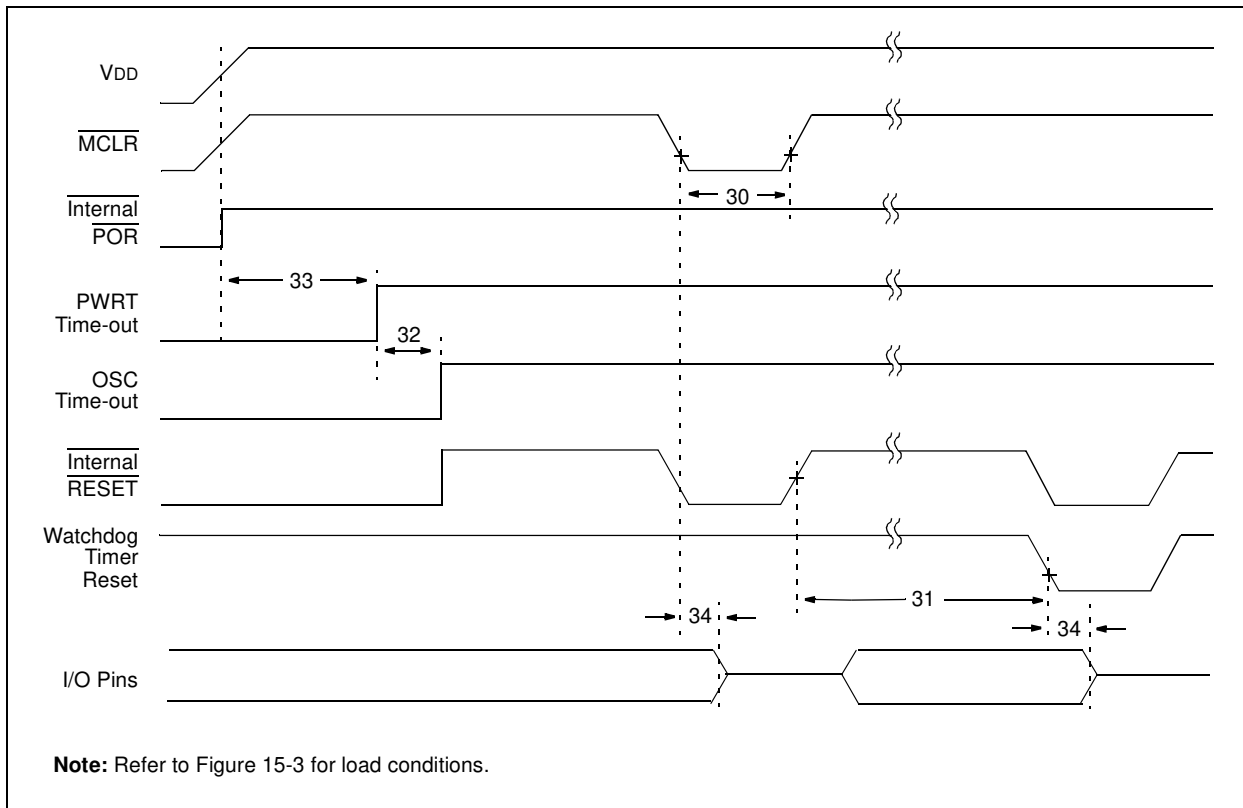 VDD
MCLR
30
Internal
POR
33
PWRT
Time-out
32
OSC
Time-out
Internal
RESET
Watchdog
Timer
Reset
31
34
34
I/O Pins
Note: Refer to Figure 15-3 for load conditions.